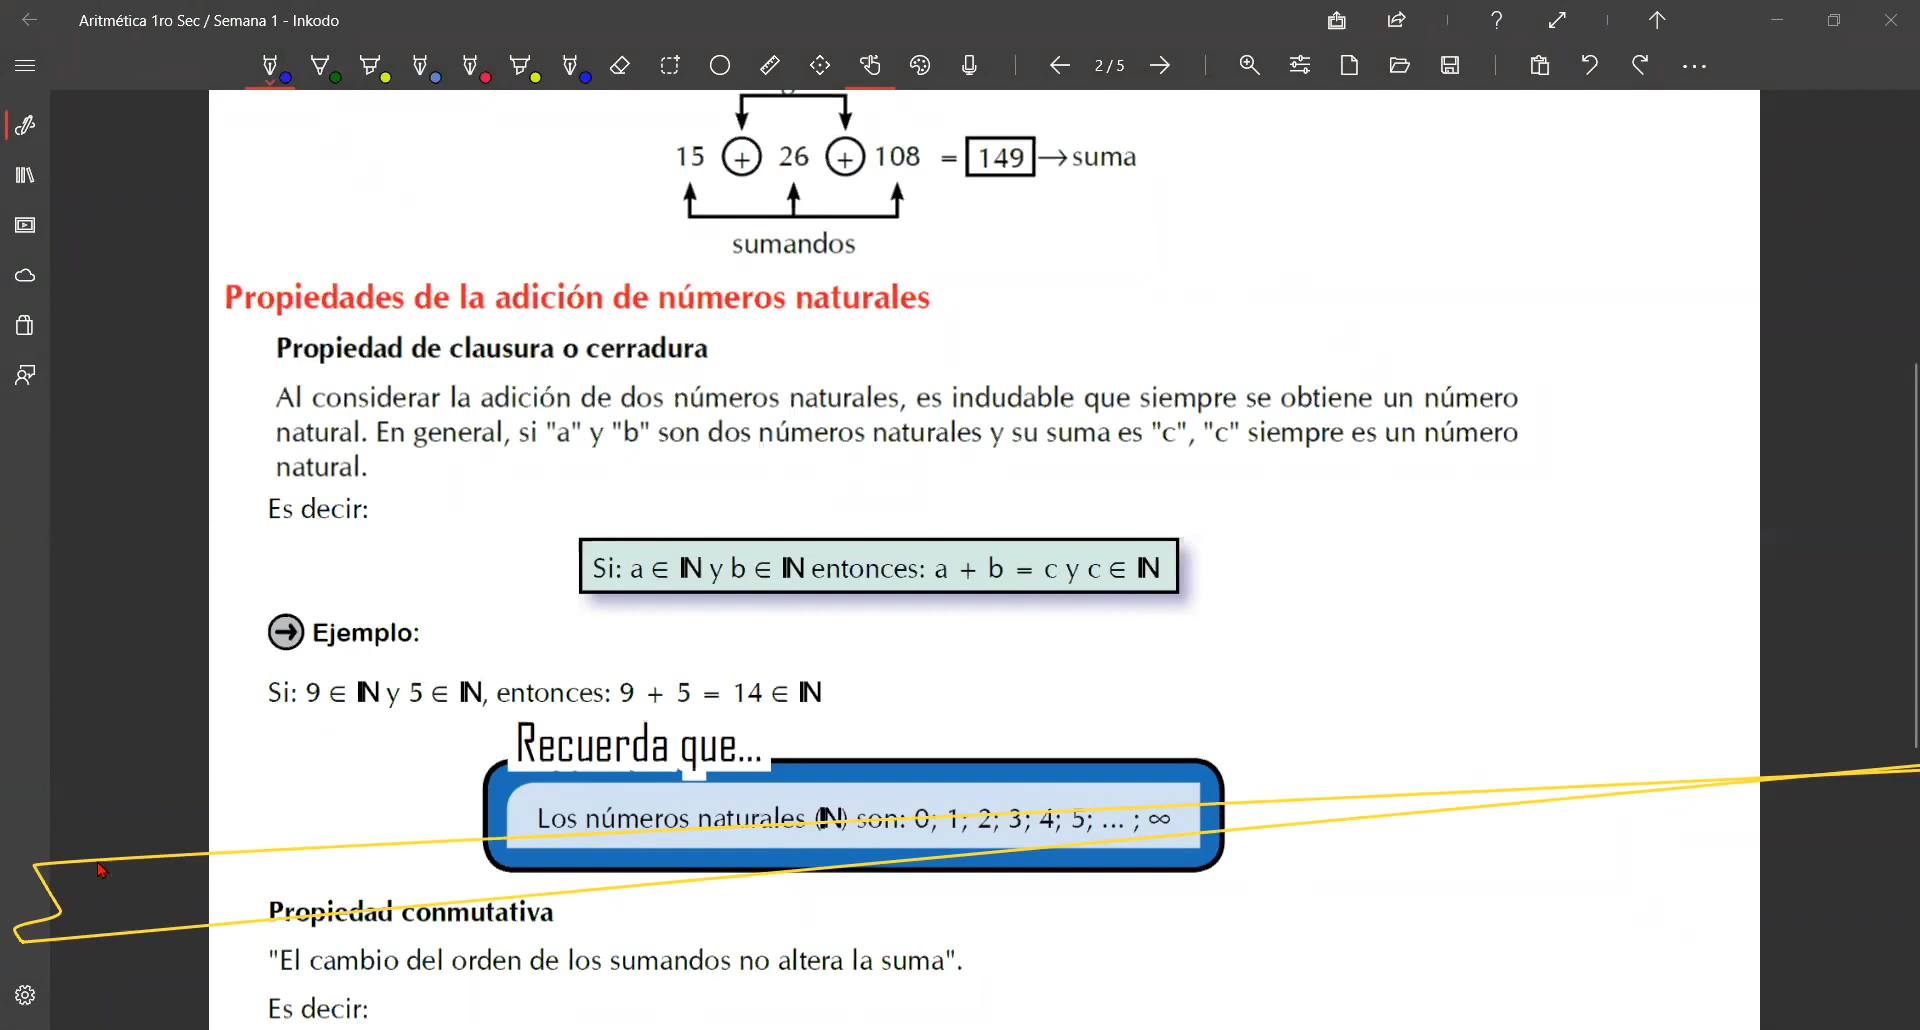 Aritmética 1ro Sec / Semana 1 - Inkodo
2/5
15 + 26 + 108 = 149 → suma
sumandos
Propiedades de la adición de números naturales
Propiedad de clausura o cerradura
Al considerar la adición de dos números naturales, es indudable que siempre se obtiene un número
natural. En general, si "a" y "b" son dos números naturales y su suma es "c", "c" siempre es un número
natural.
Es decir:
Si: a ∈ ℕ y b ∈ ℕ entonces: a + b = c y c ∈ ℕ
Ejemplo:
Si: 9 ∈ ℕ y 5 ∈ ℕ, entonces: 9 + 5 = 14 ∈ ℕ
Recuerda que...
Los números naturales (ℕ) son: 0; 1; 2; 3; 4; 5; ... ; ∞
Propiedad conmutativa
"El cambio del orden de los sumandos no altera la suma".
Es decir: